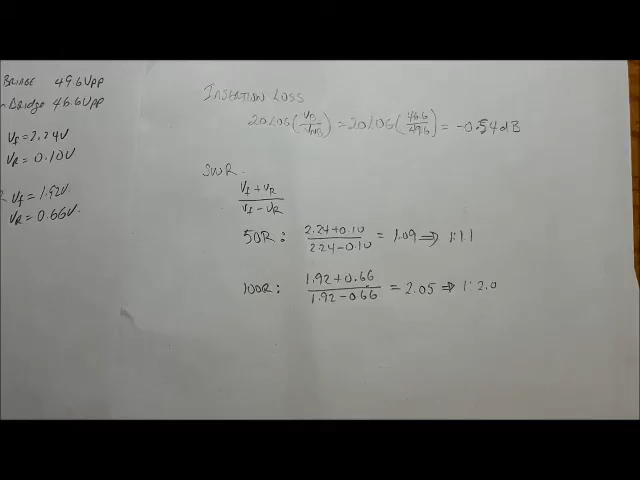 BRIDGE 49.6Vpp
Bridge 46.6Vpp
Vf = 2.24V
VR = 0.10V
Vf = 1.92V.
VR = 0.66V.
INSERTION LOSS
20LOG(VB/VNB) = 20LOG(46.6/49.6) = -0.54dB
SWR.
Vf + VR / Vf - VR
50R: 2.24+0.10 / 2.24-0.10 = 1.09 ⇒ 1:1.1
100R: 1.92+0.66 / 1.92-0.66 = 2.05 ⇒ 1:2.0